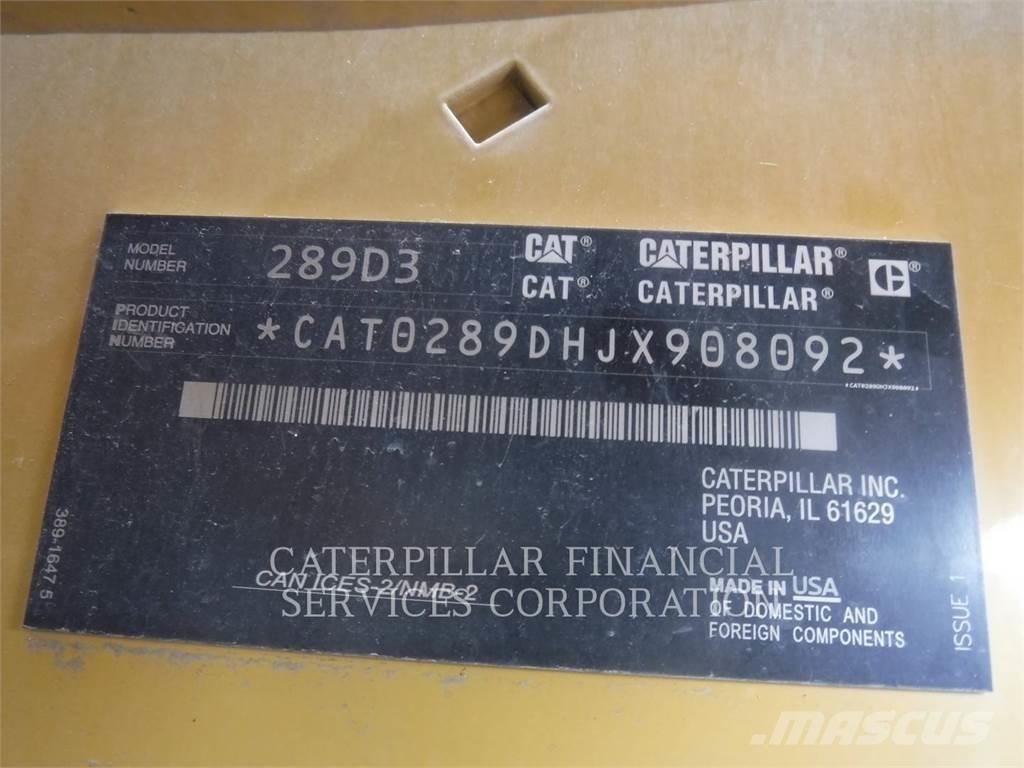 MODEL
NUMBER
289D3
CAT® CATERPILLAR® C®
CAT® CATERPILLAR®
PRODUCT
IDENTIFICATION
NUMBER
*CAT0289DHJX908092*
*CAT0289DHJX908092*
CATERPILLAR INC.
PEORIA, IL 61629
USA
389-1647 5
CAN ICES-2/NMB-2
MADE IN USA
OF DOMESTIC AND
FOREIGN COMPONENTS
ISSUE 1
CATERPILLAR FINANCIAL
SERVICES CORPORATION
MASCUS